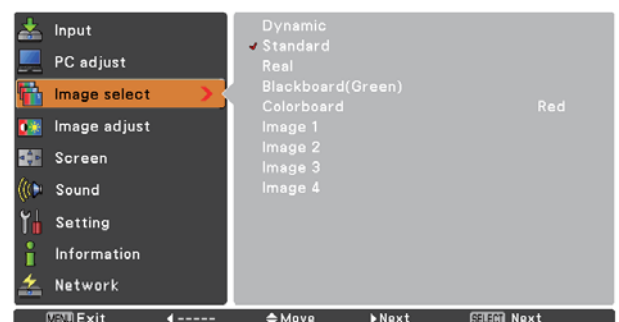 Input
PC adjust
Image select
Image adjust
Screen
Sound
Setting
Information
Network
Dynamic
Standard
Real
Blackboard(Green)
Colorboard Red
Image 1
Image 2
Image 3
Image 4
MENU Exit ----- Move Next SELECT Next